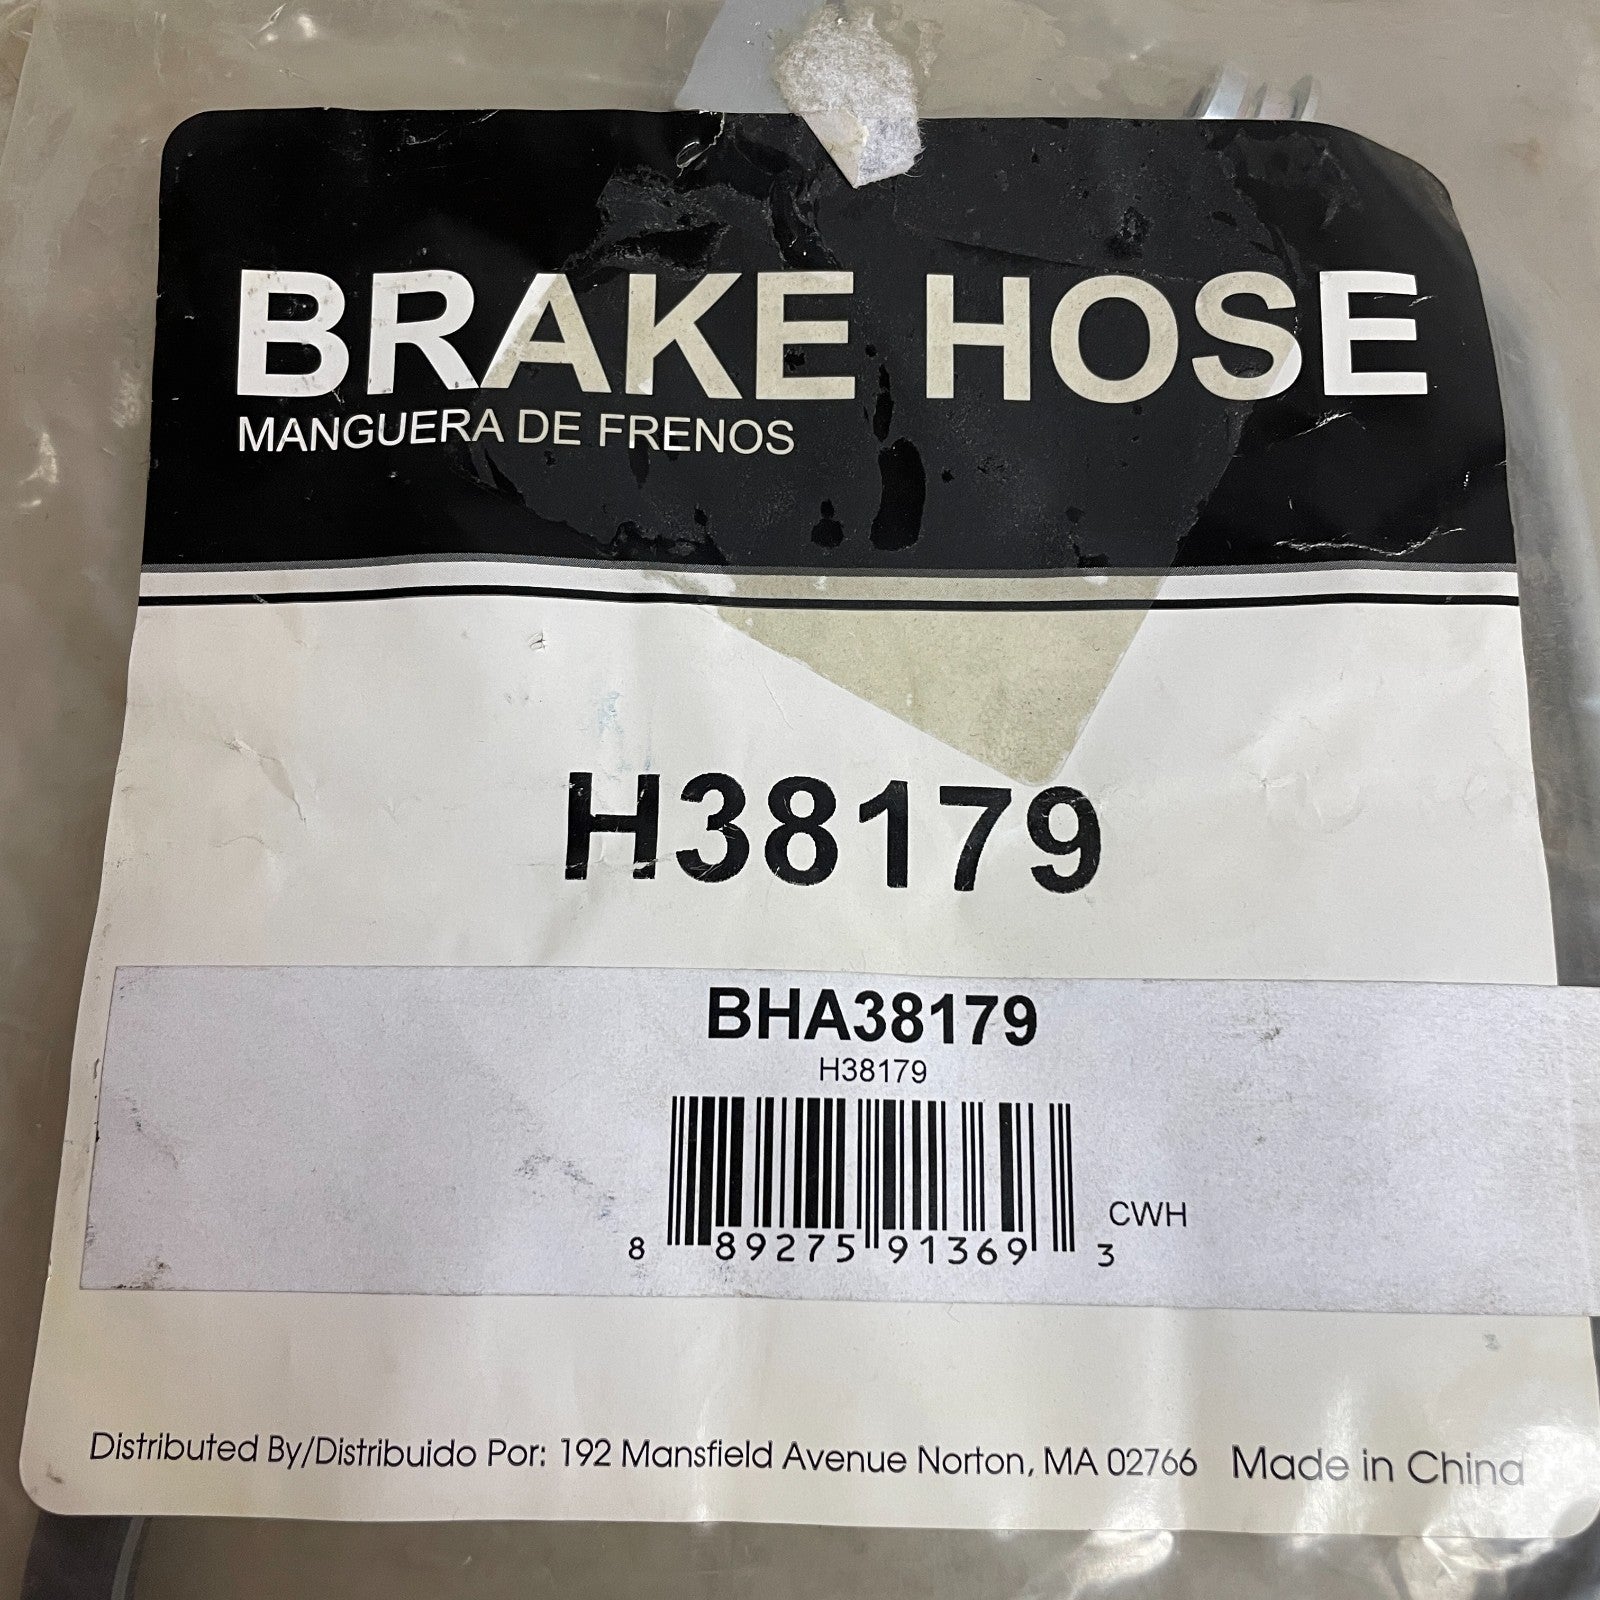 BRAKE HOSE
MANGUERA DE FRENOS
H38179
BHA38179
H38179
CWH
8 89275 91369 3
Distributed By/Distribuido Por: 192 Mansfield Avenue Norton, MA 02766 Made in China